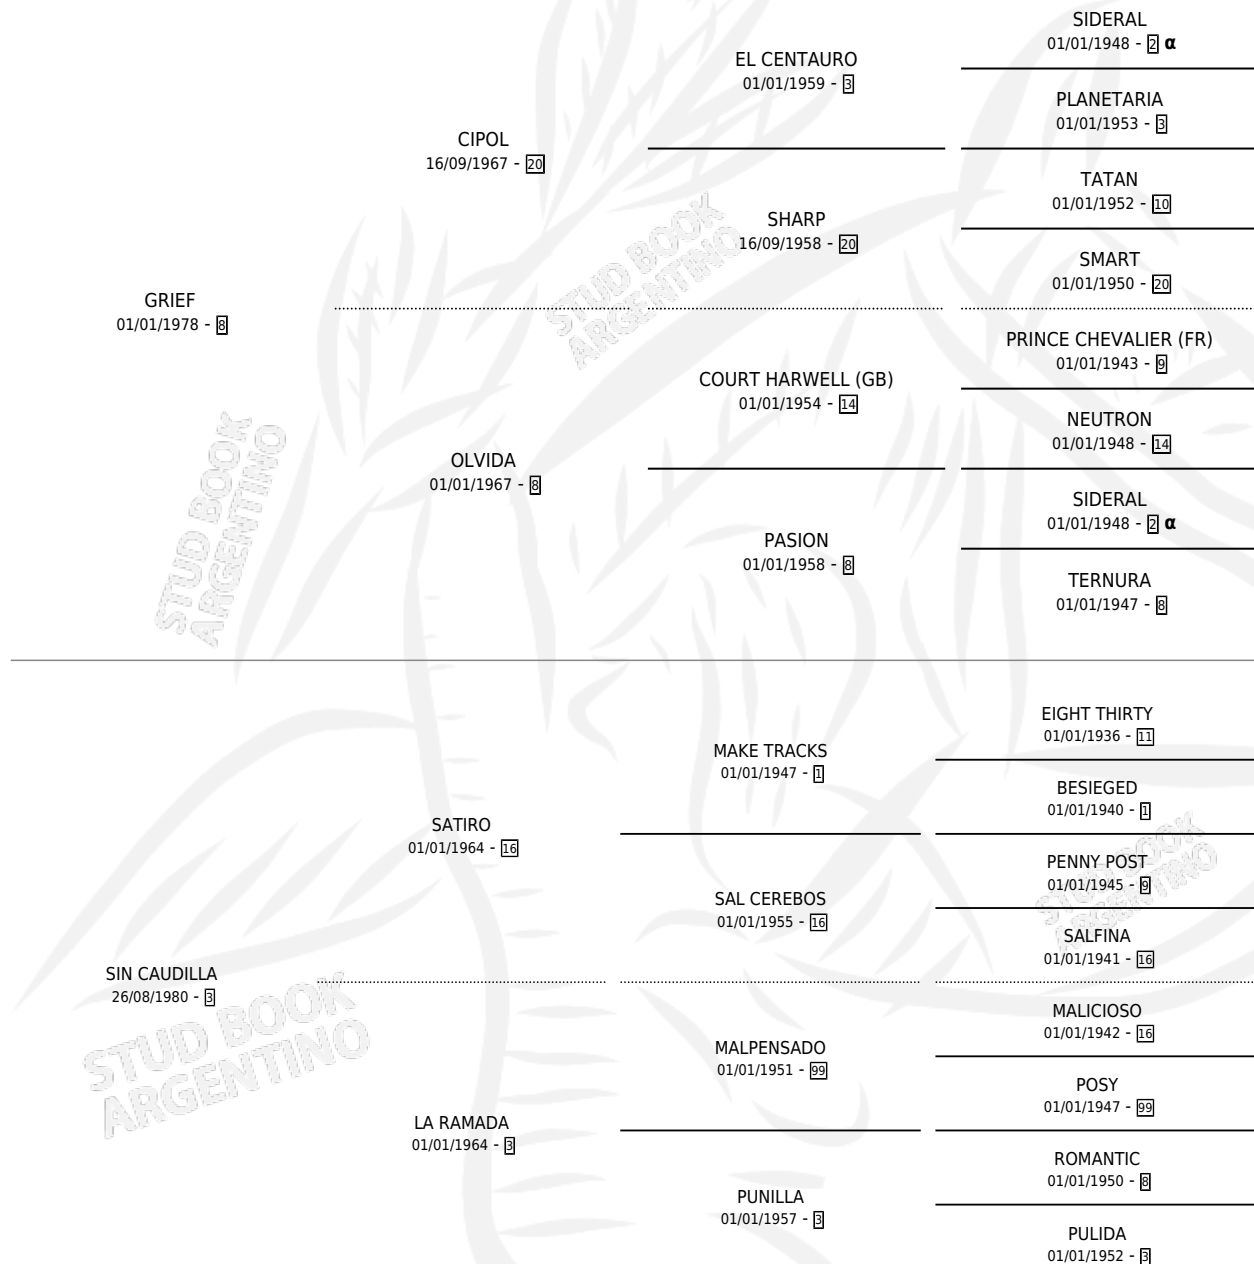 SIDERAL
01/01/1948 - 2 α
EL CENTAURO
01/01/1959 - 3
PLANETARIA
01/01/1953 - 3
CIPOL
16/09/1967 - 20
TATAN
01/01/1952 - 10
SHARP
16/09/1958 - 20
SMART
01/01/1950 - 20
GRIEF
01/01/1978 - 8
PRINCE CHEVALIER (FR)
01/01/1943 - 9
COURT HARWELL (GB)
01/01/1954 - 14
NEUTRON
01/01/1948 - 14
OLVIDA
01/01/1967 - 8
SIDERAL
01/01/1948 - 2 α
PASION
01/01/1958 - 8
TERNURA
01/01/1947 - 8
STUD BOOK
ARGENTINO
STUD BOOK
ARGENTINO
EIGHT THIRTY
01/01/1936 - 11
MAKE TRACKS
01/01/1947 - 1
BESIEGED
01/01/1940 - 1
SATIRO
01/01/1964 - 16
PENNY POST
01/01/1945 - 9
SAL CEREBOS
01/01/1955 - 16
SALFINA
01/01/1941 - 16
SIN CAUDILLA
26/08/1980 - 3
MALICIOSO
01/01/1942 - 16
MALPENSADO
01/01/1951 - 99
POSY
01/01/1947 - 99
LA RAMADA
01/01/1964 - 3
ROMANTIC
01/01/1950 - 8
PUNILLA
01/01/1957 - 3
PULIDA
01/01/1952 - 3
STUD BOOK
ARGENTINO
STUD BOOK
ARGENTINO